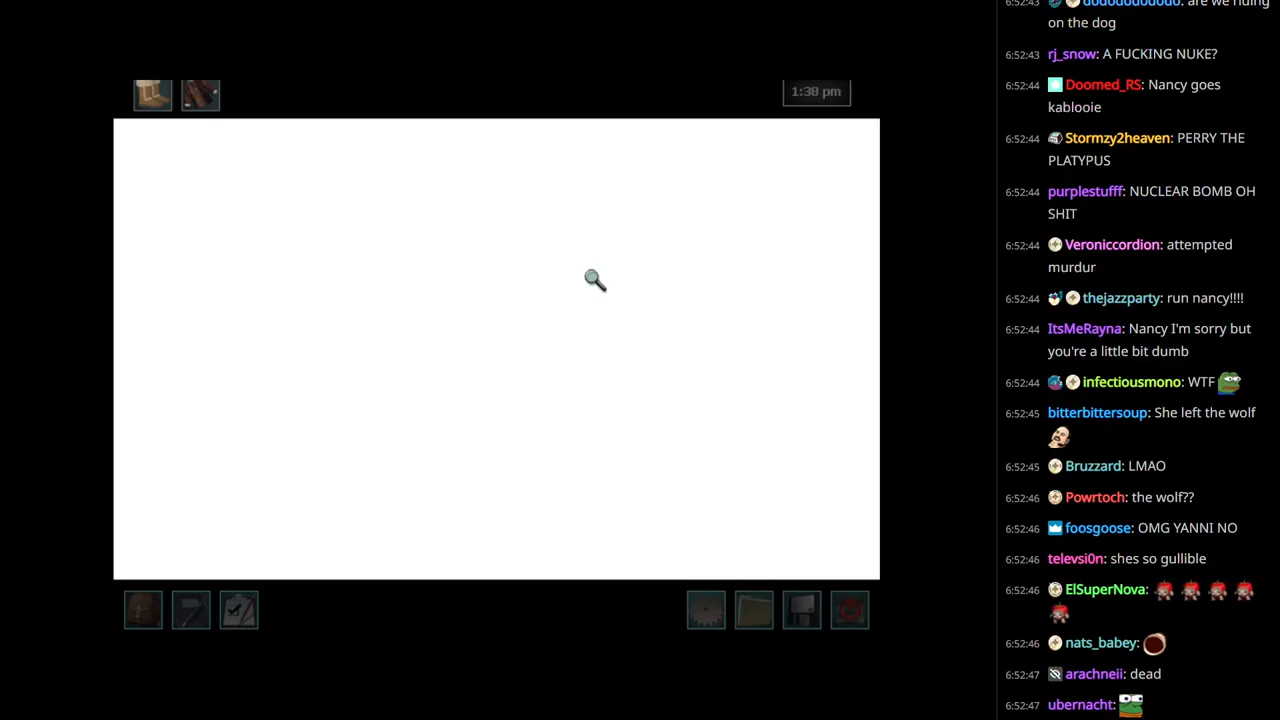 1:38 pm
6:52:43 dodododododo: are we riding
on the dog
6:52:43 rj_snow: A FUCKING NUKE?
6:52:44 Doomed_RS: Nancy goes
kablooie
6:52:44 Stormzy2heaven: PERRY THE
PLATYPUS
6:52:44 purplestufff: NUCLEAR BOMB OH
SHIT
6:52:44 Veroniccordion: attempted
murdur
6:52:44 thejazzparty: run nancy!!!!
6:52:44 ItsMeRayna: Nancy I'm sorry but
you're a little bit dumb
6:52:44 infectiousmono: WTF
6:52:45 bitterbittersoup: She left the wolf
6:52:45 Bruzzard: LMAO
6:52:46 Powrtoch: the wolf??
6:52:46 foosgoose: OMG YANNI NO
6:52:46 televsi0n: shes so gullible
6:52:46 ElSuperNova:
6:52:46 nats_babey:
6:52:47 arachneii: dead
6:52:47 ubernacht: